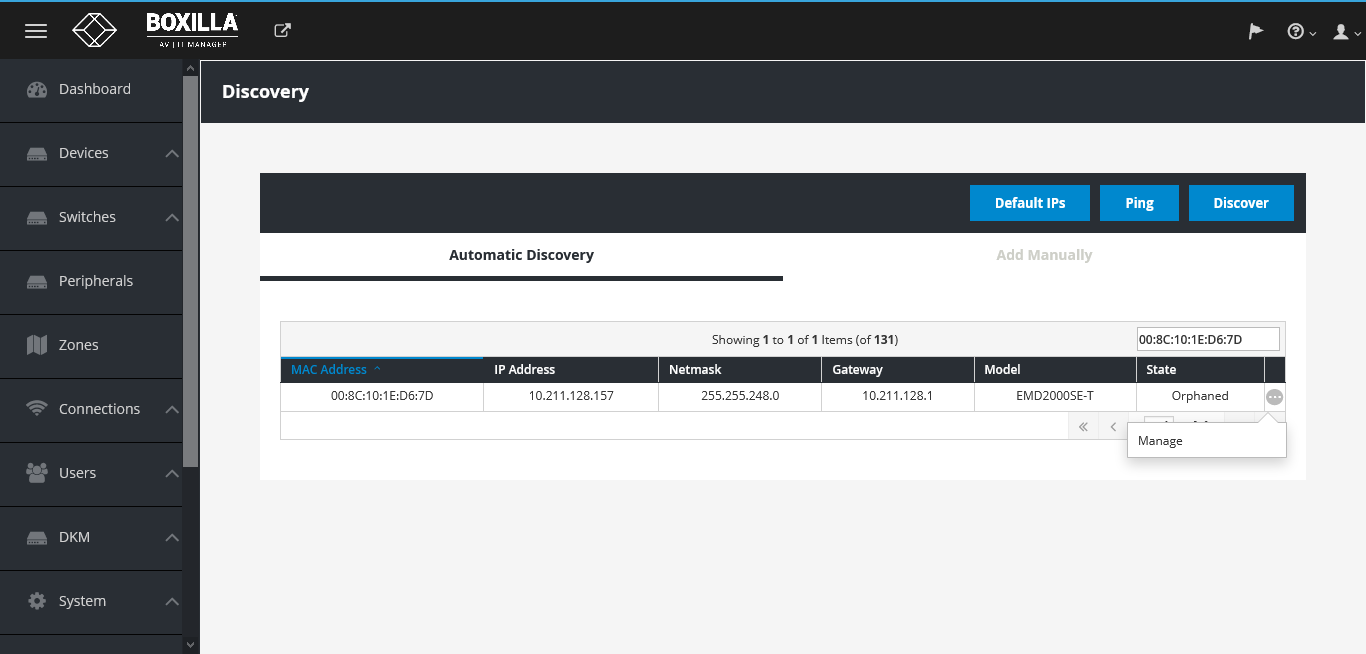 BOXILLA
AV | IT MANAGER
Dashboard
Devices
Switches
Peripherals
Zones
Connections
Users
DKM
System
Discovery
Default IPs
Ping
Discover
Automatic Discovery
Add Manually
Showing 1 to 1 of 1 Items (of 131)
00:8C:10:1E:D6:7D
MAC Address IP Address Netmask Gateway Model State
00:8C:10:1E:D6:7D 10.211.128.157 255.255.248.0 10.211.128.1 EMD2000SE-T Orphaned
Manage